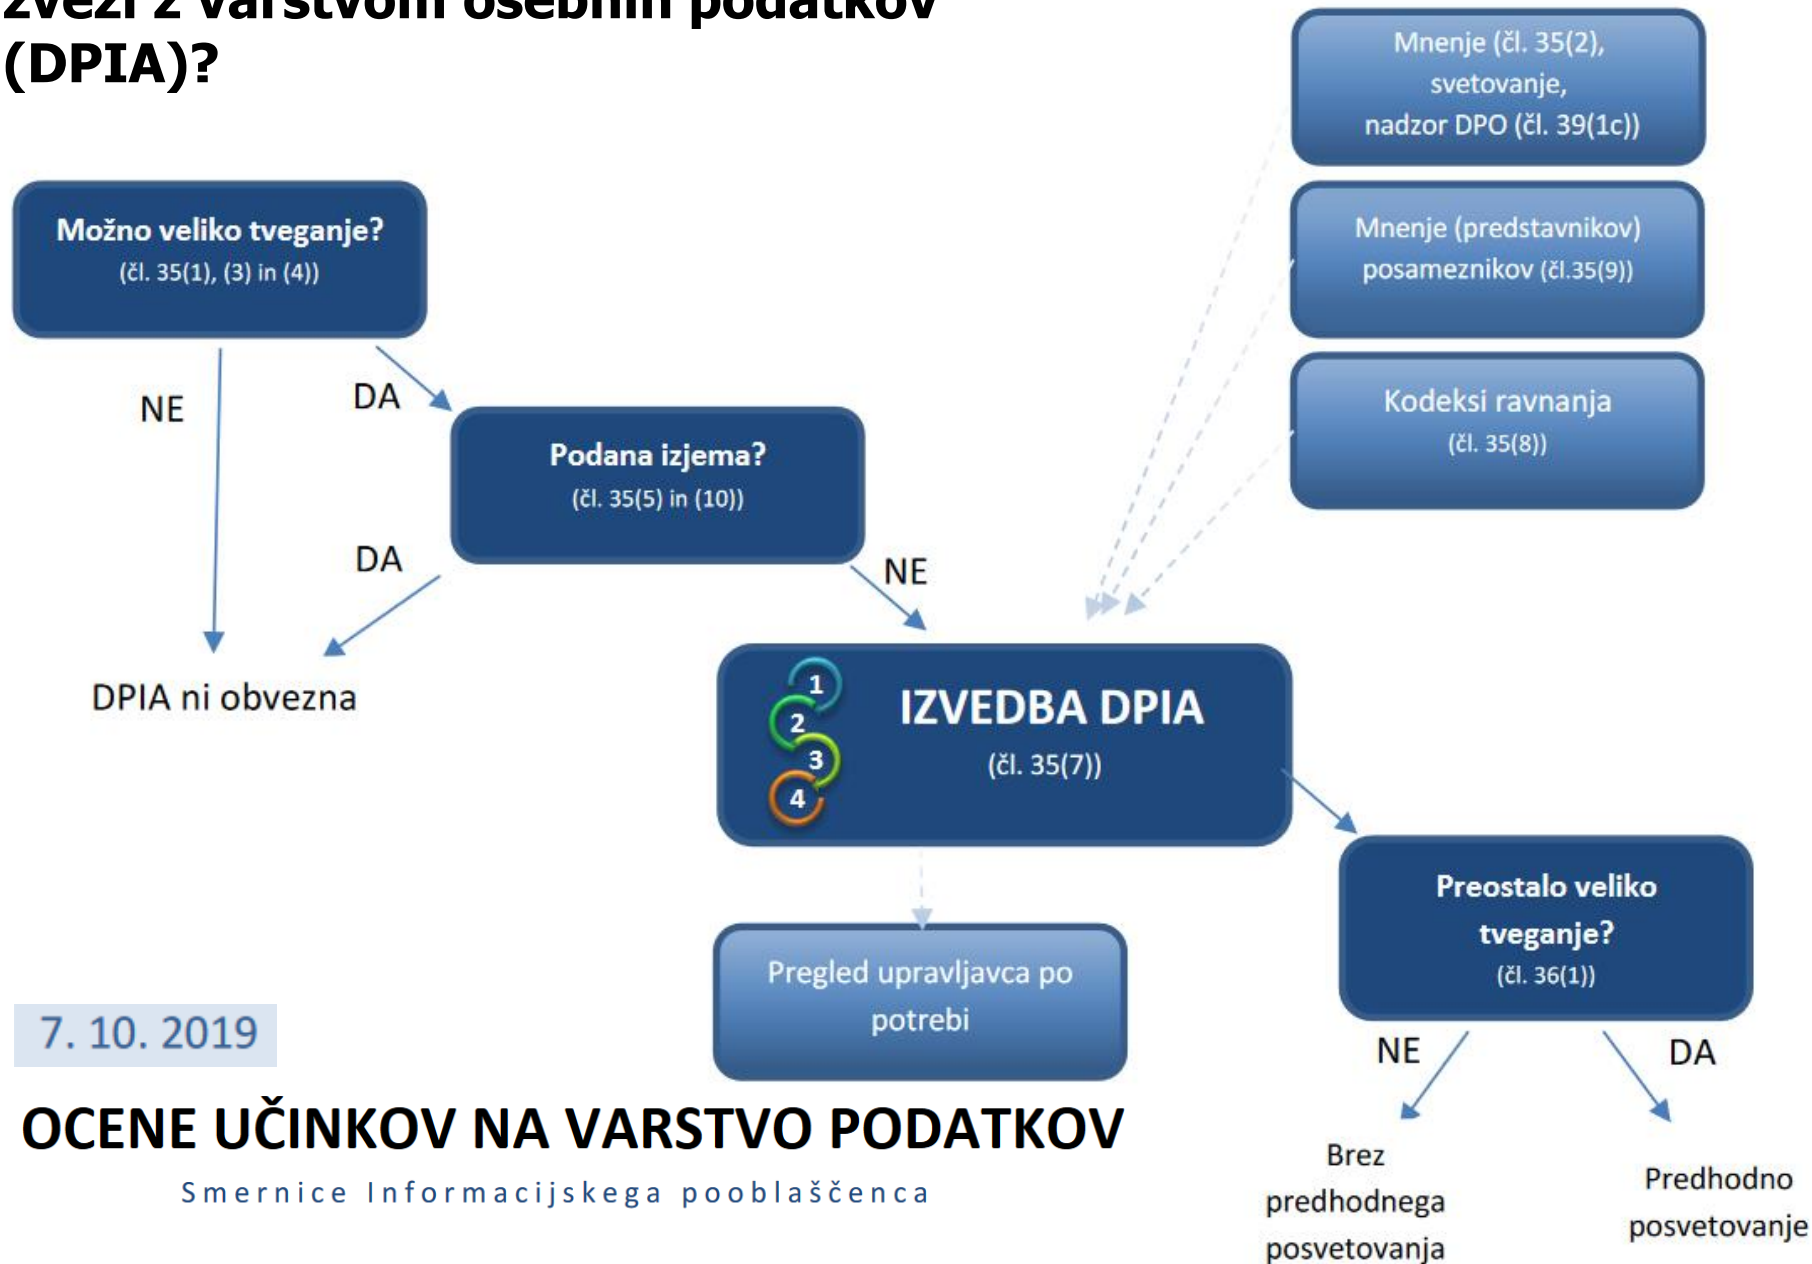 zvezi z varstvom osebnih podatkov
(DPIA)?
Mnenje (čl. 35(2),
svetovanje,
nadzor DPO (čl. 39(1c))
Možno veliko tveganje?
(čl. 35(1), (3) in (4))
Mnenje (predstavnikov)
posameznikov (čl.35(9))
NE
DA
Kodeksi ravnanja
(čl. 35(8))
Podana izjema?
(čl. 35(5) in (10))
DA
NE
DPIA ni obvezna
1
2
3
4
IZVEDBA DPIA
(čl. 35(7))
Preostalo veliko
tveganje?
(čl. 36(1))
Pregled upravljavca po
potrebi
NE
DA
Brez
predhodnega
posvetovanja
Predhodno
posvetovanje
7. 10. 2019
OCENE UČINKOV NA VARSTVO PODATKOV
Smernice Informacijskega pooblaščenca